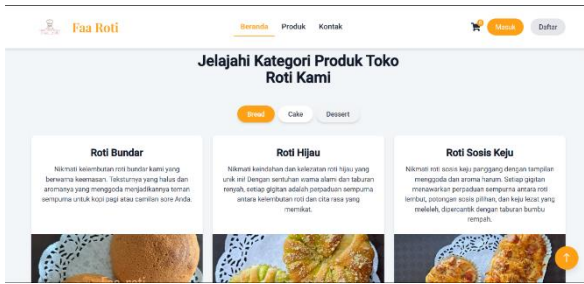 Faa Roti
Beranda Produk Kontak
Masuk Daftar
Jelajahi Kategori Produk Toko
Roti Kami
Bread Cake Dessert
Roti Bundar
Nikmati kelembutan roti bundar kami yang
berwarna keemasan. Teksturnya yang halus dan
aromanya yang menggoda menjadikannya teman
sempurna untuk kopi pagi atau camilan sore Anda.
Roti Hijau
Nikmati keindahan dan kelezatan roti hijau yang
unik ini! Dengan sentuhan warna alami dan taburan
renyah, setiap gigitan adalah perpaduan sempurna
antara kelembutan roti dan cita rasa yang
memikat.
Roti Sosis Keju
Nikmati roti sosis keju panggang dengan tampilan
menggoda dan aroma harum. Setiap gigitan
menawarkan perpaduan sempurna antara roti
lembut, potongan sosis pilihan, dan keju lezat yang
meleleh, dipercantik dengan taburan bumbu
rempah.